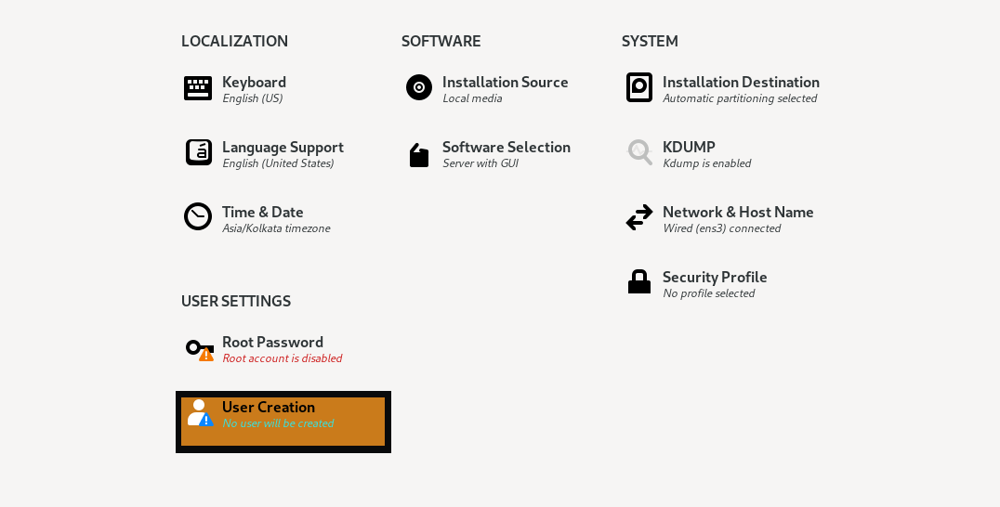 LOCALIZATION
Keyboard
English (US)
Language Support
English (United States)
Time & Date
Asia/Kolkata timezone
SOFTWARE
Installation Source
Local media
Software Selection
Server with GUI
SYSTEM
Installation Destination
Automatic partitioning selected
KDUMP
Kdump is enabled
Network & Host Name
Wired (ens3) connected
Security Profile
No profile selected
USER SETTINGS
Root Password
Root account is disabled
User Creation
No user will be created